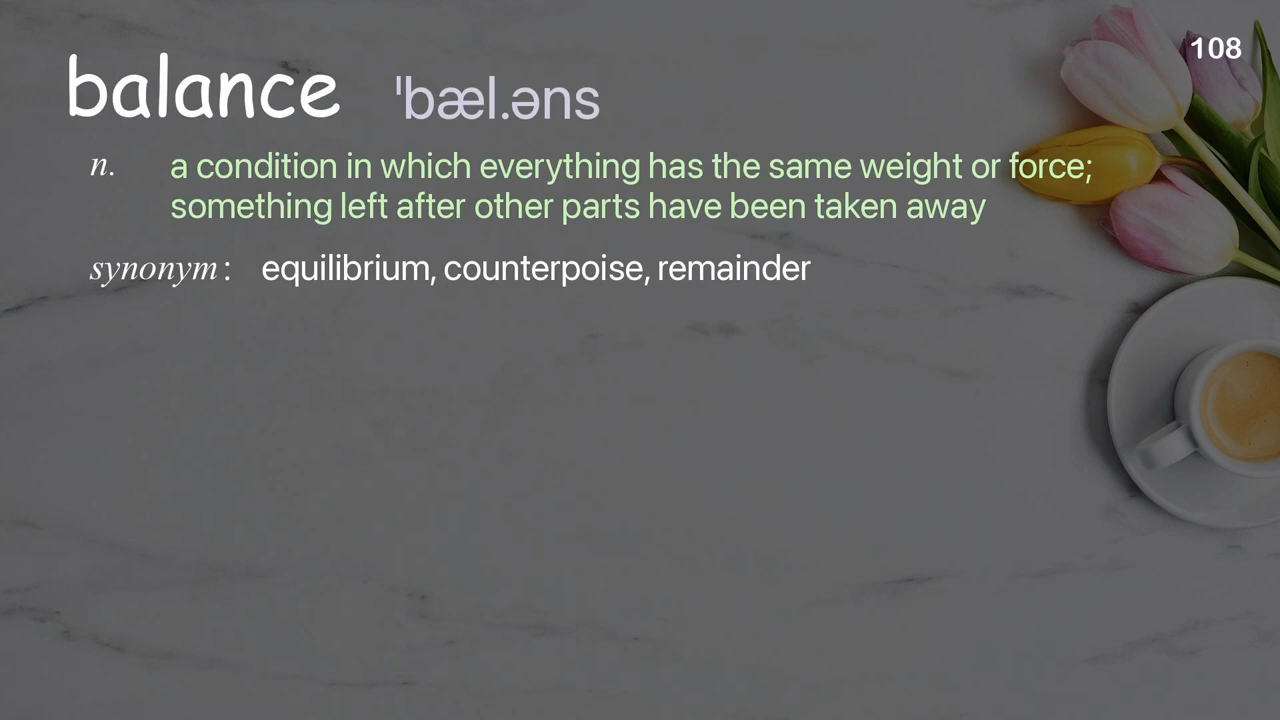 108
balance ˈbæl.əns
n. a condition in which everything has the same weight or force;
something left after other parts have been taken away
synonym: equilibrium, counterpoise, remainder